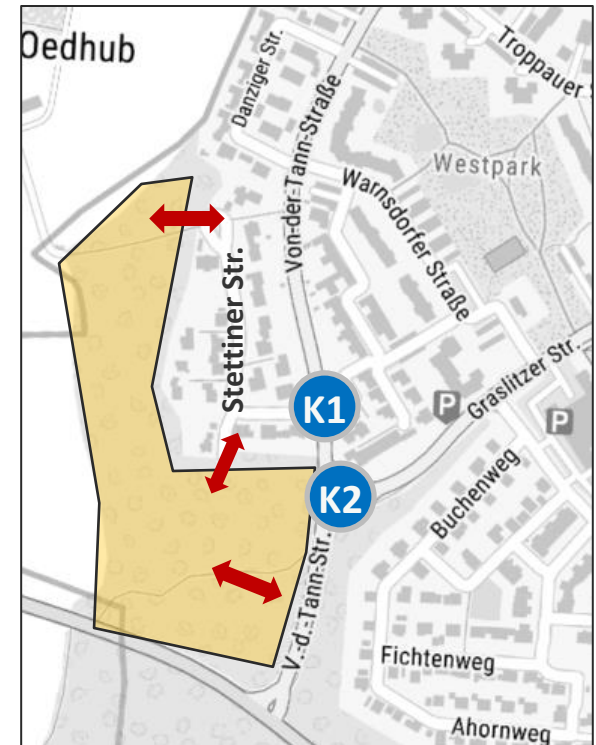 Oedhub
Danziger Str.
Troppauer
Von-der-Tann-Straße
Westpark
Warnsdorfer Straße
Stettiner Str.
K1
P
Graslitzer Str.
P
K2
Buchenweg
V.-d.-Tann-Str.
Fichtenweg
Ahornweg